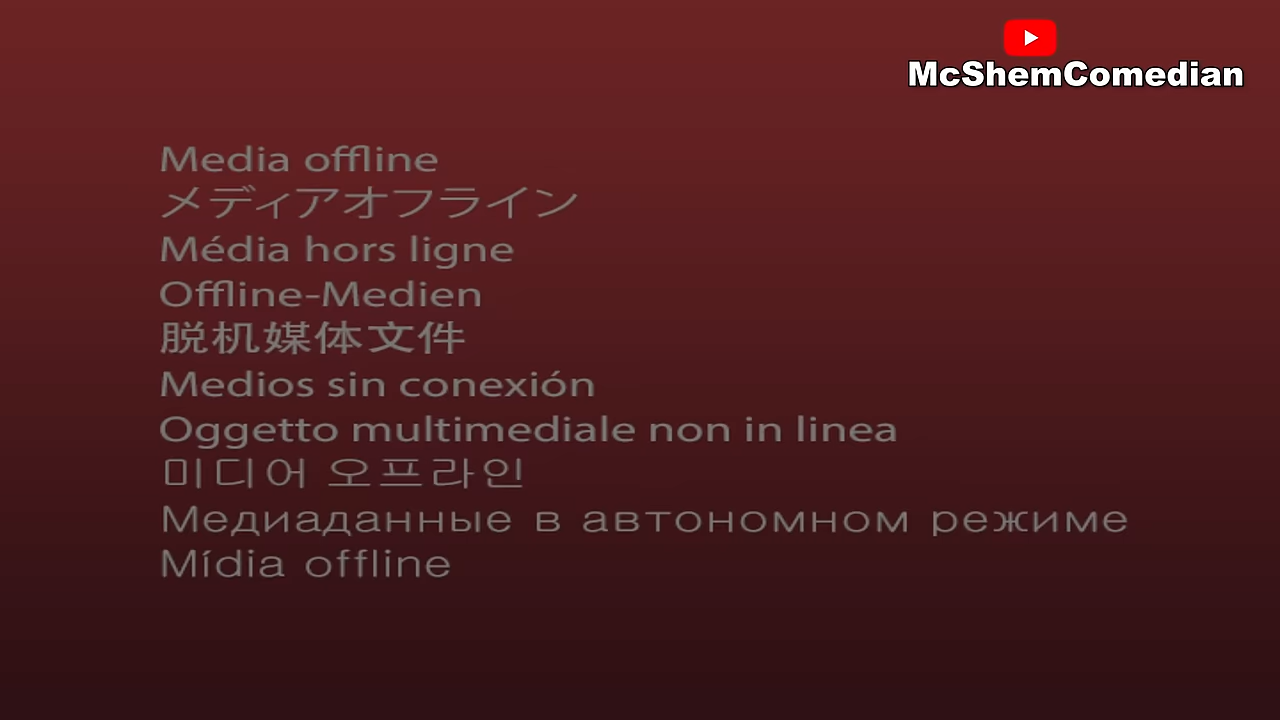 McShemComedian
Media offline
メディアオフライン
Média hors ligne
Offline-Medien
脱机媒体文件
Medios sin conexión
Oggetto multimediale non in linea
미디어 오프라인
Медиаданные в автономном режиме
Mídia offline